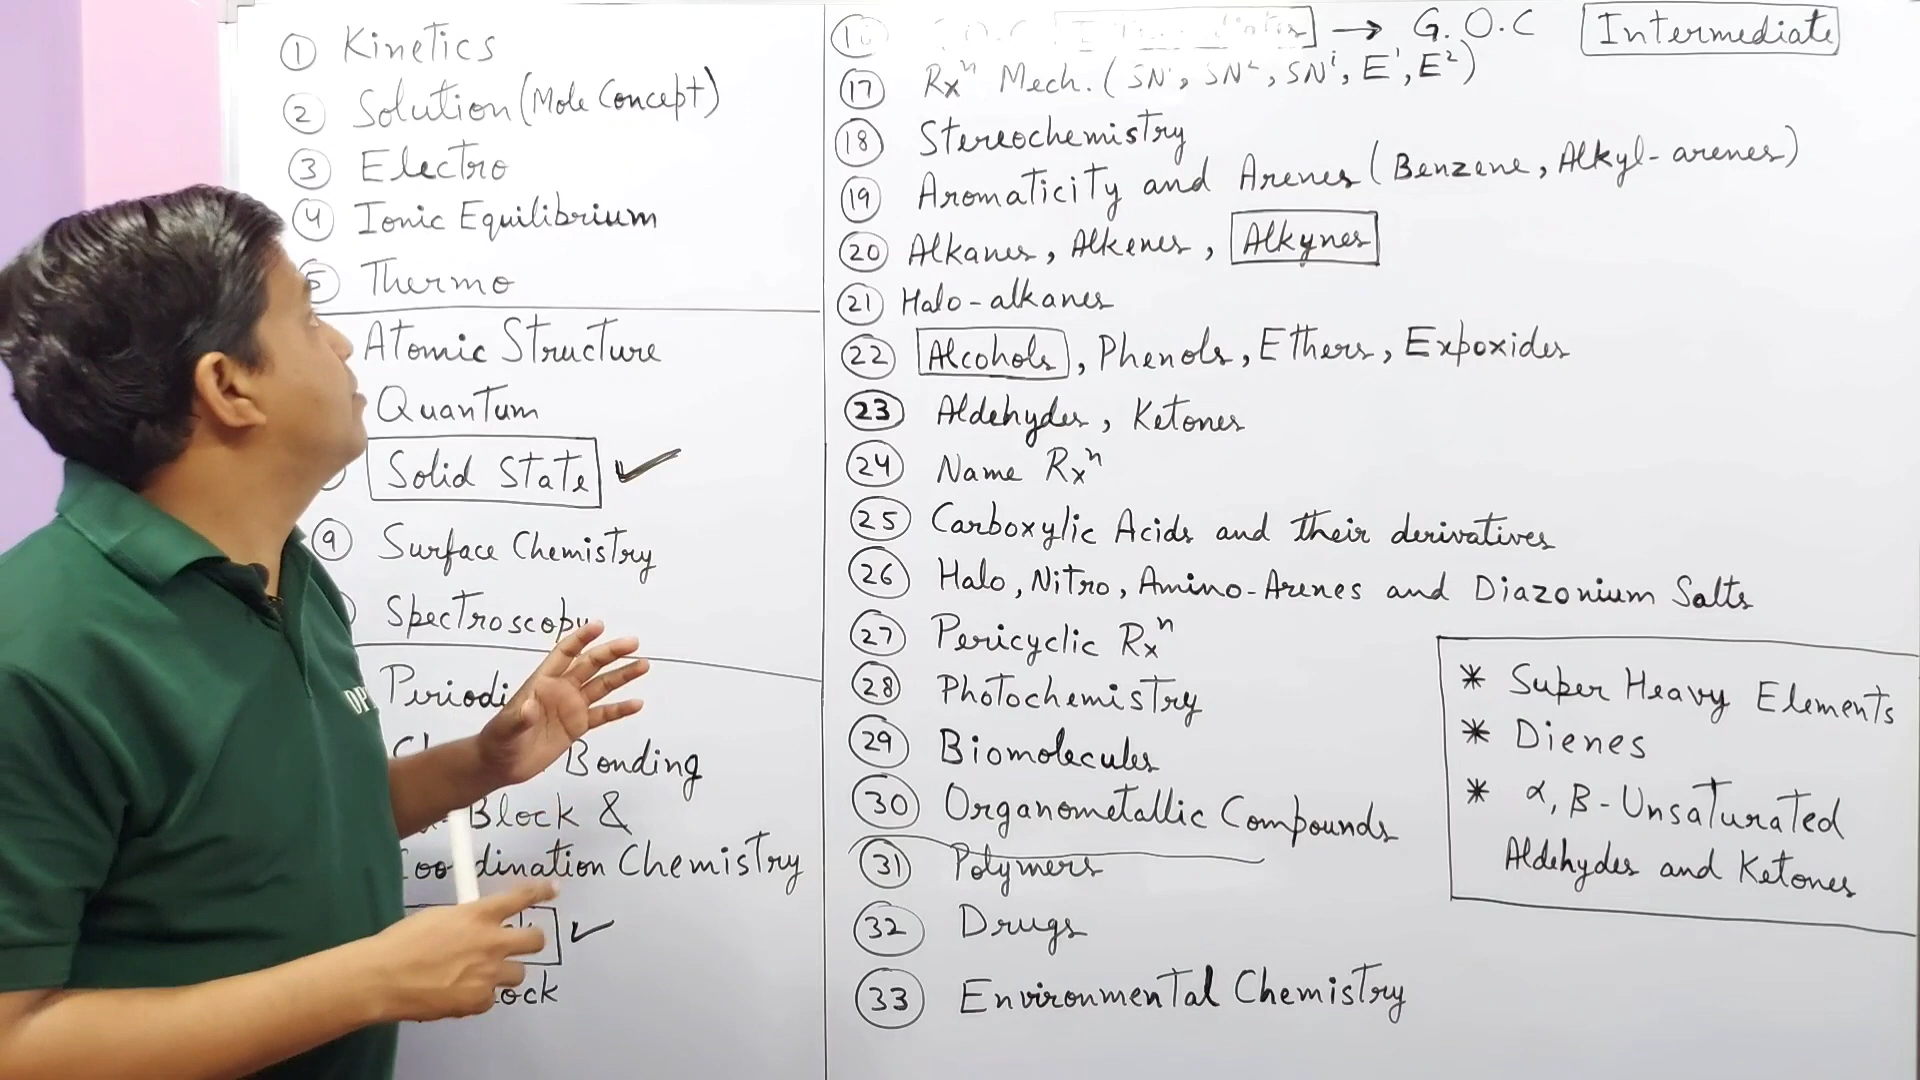 ① Kinetics
② Solution (Mole Concept)
③ Electro
④ Ionic Equilibrium
⑤ Thermo
Atomic Structure
Quantum
Solid State ✓
⑨ Surface Chemistry
Spectroscopy
Periodi
Bonding
Block &
Coordination Chemistry
✓
ock
DP
⑯ G.O.C → G.O.C Intermediate
⑰ Rxⁿ Mech. (SN¹, SN², SNⁱ, E¹, E²)
⑱ Stereochemistry
⑲ Aromaticity and Arenes (Benzene, Alkyl-arenes)
⑳ Alkanes, Alkenes, Alkynes
㉑ Halo-alkanes
㉒ Alcohols, Phenols, Ethers, Expoxides
㉓ Aldehydes, Ketones
㉔ Name Rxⁿ
㉕ Carboxylic Acids and their derivatives
㉖ Halo, Nitro, Amino-Arenes and Diazonium Salts
㉗ Pericyclic Rxⁿ
㉘ Photochemistry
㉙ Biomolecules
㉚ Organometallic Compounds
㉛ Polymers
㉜ Drugs
㉝ Environmental Chemistry
* Super Heavy Elements
* Dienes
* α, β-Unsaturated
Aldehydes and Ketones